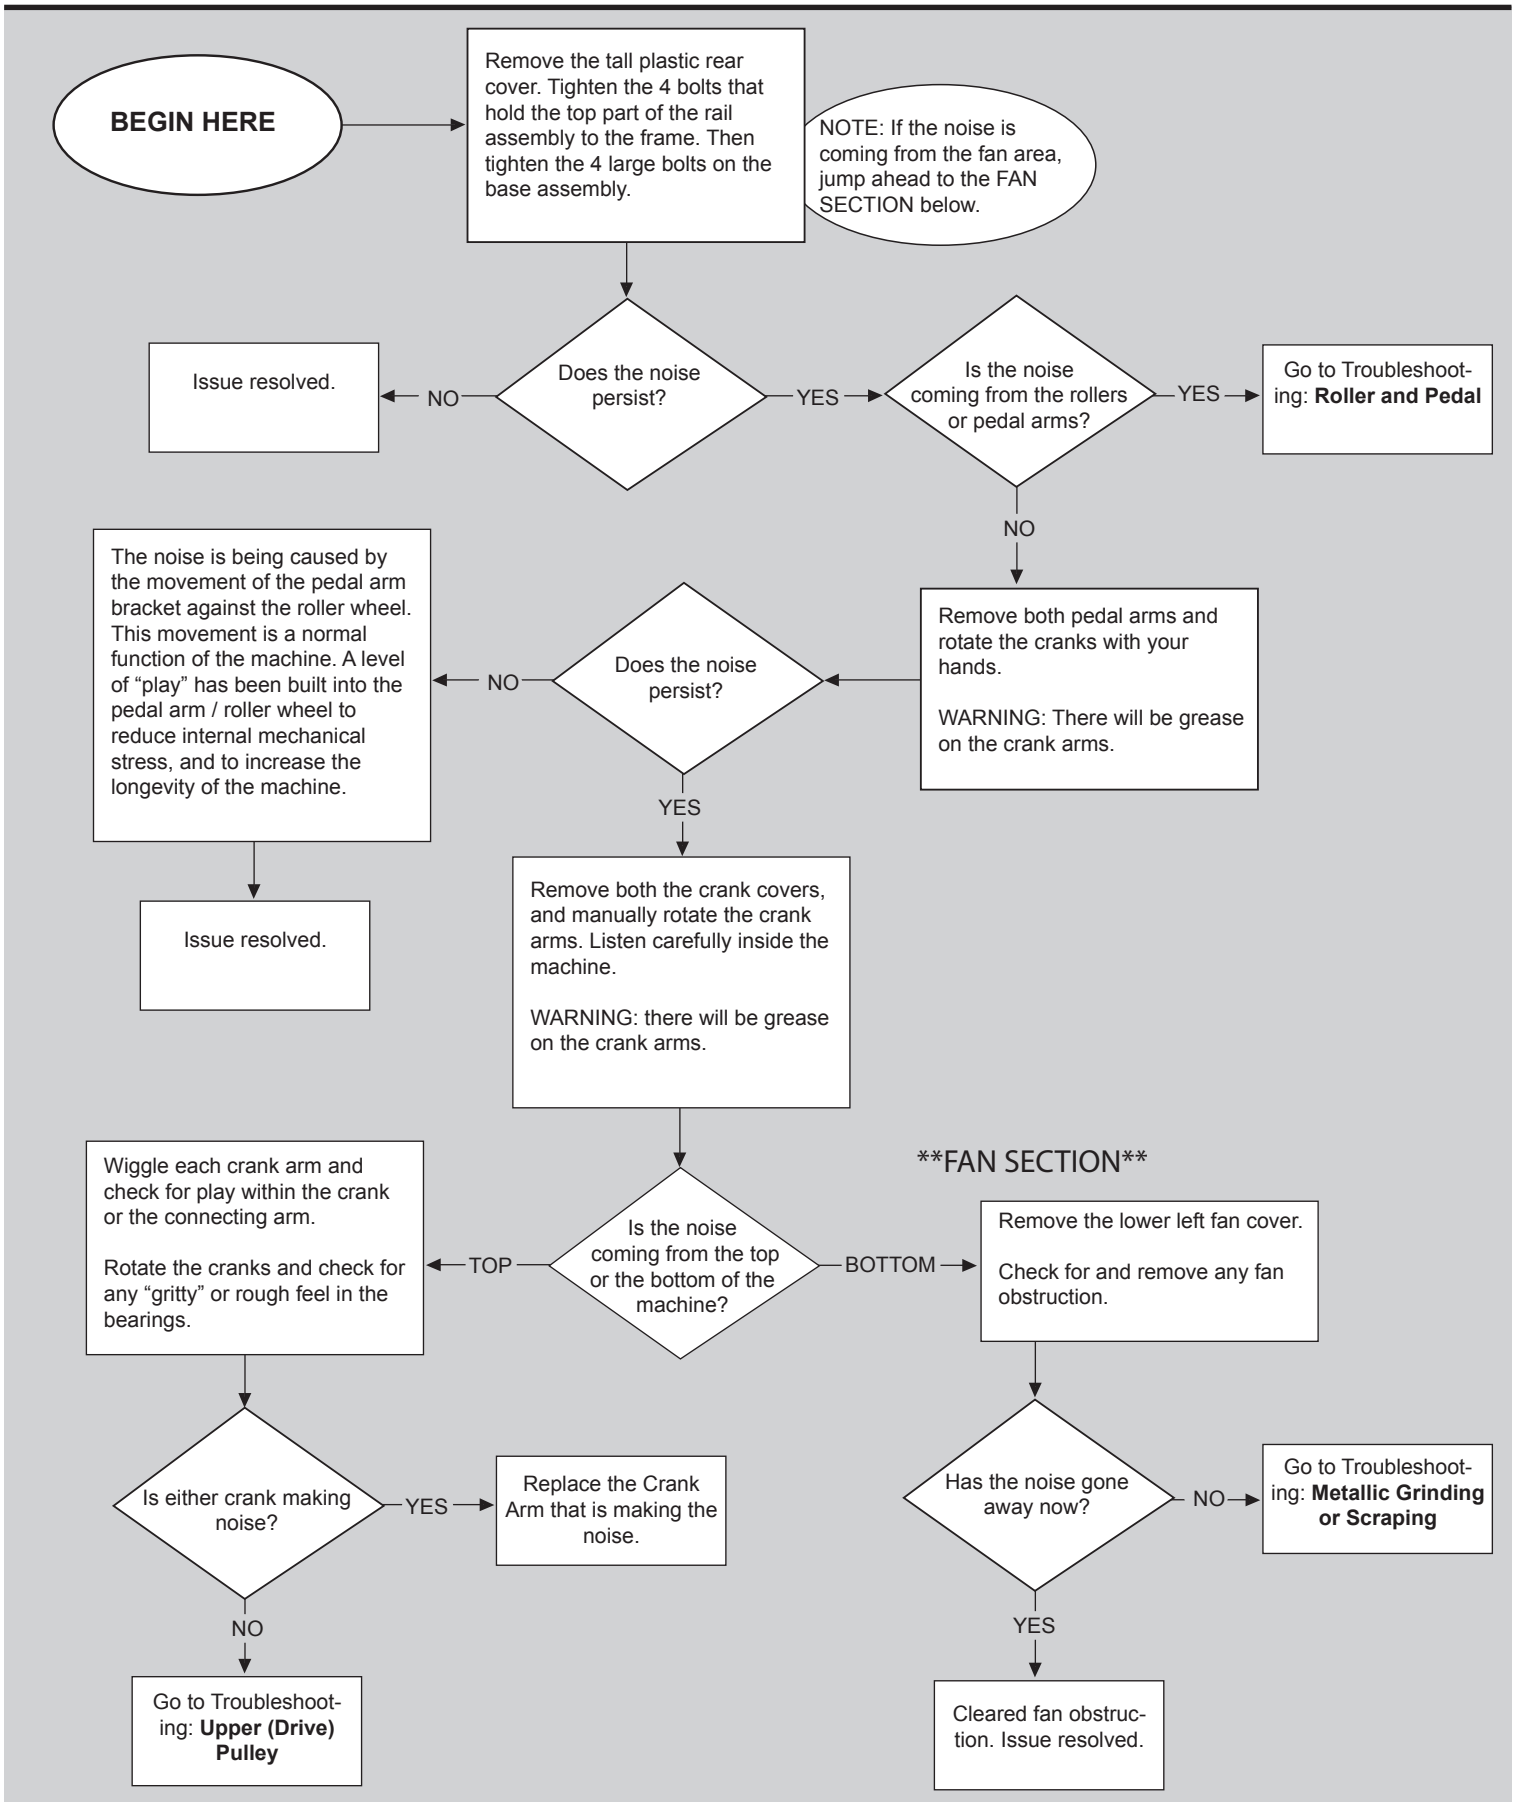 BEGIN HERE
Remove the tall plastic rear
cover. Tighten the 4 bolts that
hold the top part of the rail
assembly to the frame. Then
tighten the 4 large bolts on the
base assembly.
NOTE: If the noise is
coming from the fan area,
jump ahead to the FAN
SECTION below.
Issue resolved.
NO
Does the noise
persist?
YES
Is the noise
coming from the rollers
or pedal arms?
YES
Go to Troubleshoot-
ing: Roller and Pedal
NO
Remove both pedal arms and
rotate the cranks with your
hands.
WARNING: There will be grease
on the crank arms.
Does the noise
persist?
NO
The noise is being caused by
the movement of the pedal arm
bracket against the roller wheel.
This movement is a normal
function of the machine. A level
of “play” has been built into the
pedal arm / roller wheel to
reduce internal mechanical
stress, and to increase the
longevity of the machine.
Issue resolved.
YES
Remove both the crank covers,
and manually rotate the crank
arms. Listen carefully inside the
machine.
WARNING: there will be grease
on the crank arms.
Is the noise
coming from the top
or the bottom of the
machine?
TOP
Wiggle each crank arm and
check for play within the crank
or the connecting arm.
Rotate the cranks and check for
any “gritty” or rough feel in the
bearings.
Is either crank making
noise?
YES
Replace the Crank
Arm that is making the
noise.
NO
Go to Troubleshoot-
ing: Upper (Drive)
Pulley
BOTTOM
**FAN SECTION**
Remove the lower left fan cover.
Check for and remove any fan
obstruction.
Has the noise gone
away now?
NO
Go to Troubleshoot-
ing: Metallic Grinding
or Scraping
YES
Cleared fan obstruc-
tion. Issue resolved.